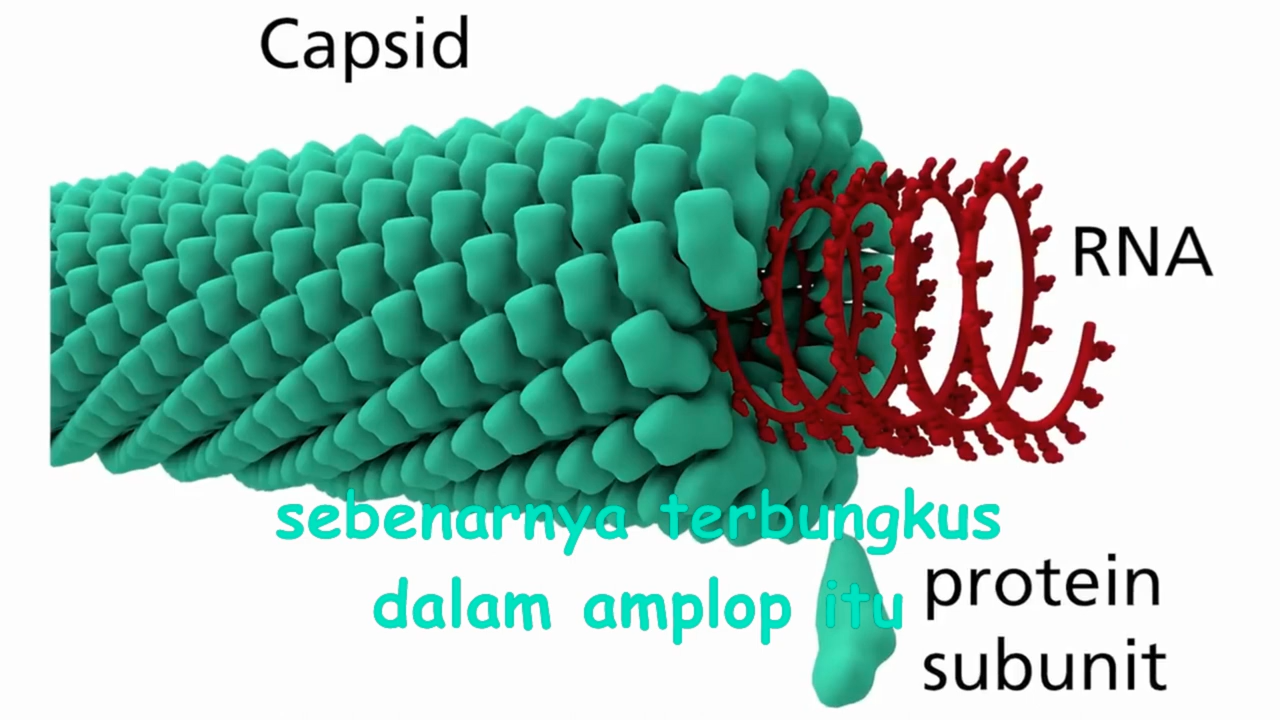 Capsid
RNA
sebenarnya terbungkus
dalam amplop itu
protein
subunit